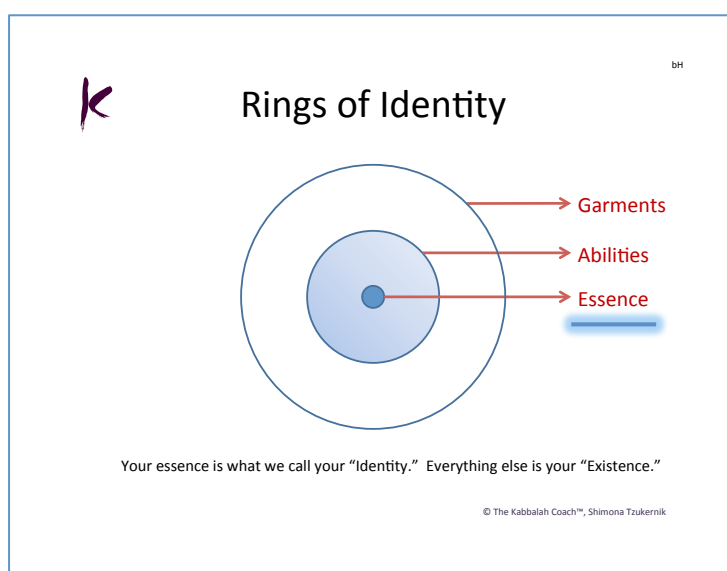 bH
Rings of Identity
Garments
Abilities
Essence
Your essence is what we call your “Identity.” Everything else is your “Existence.”
© The Kabbalah Coach™, Shimona Tzukernik